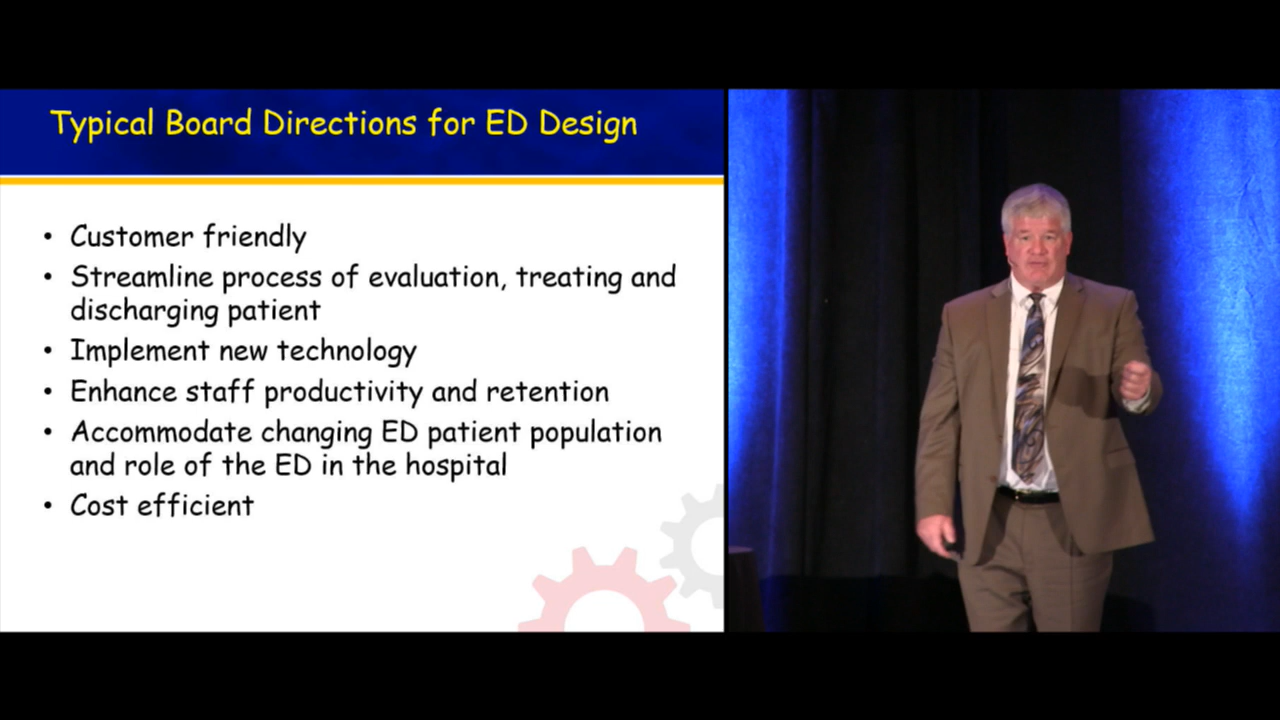 Typical Board Directions for ED Design
• Customer friendly
• Streamline process of evaluation, treating and
discharging patient
• Implement new technology
• Enhance staff productivity and retention
• Accommodate changing ED patient population
and role of the ED in the hospital
• Cost efficient